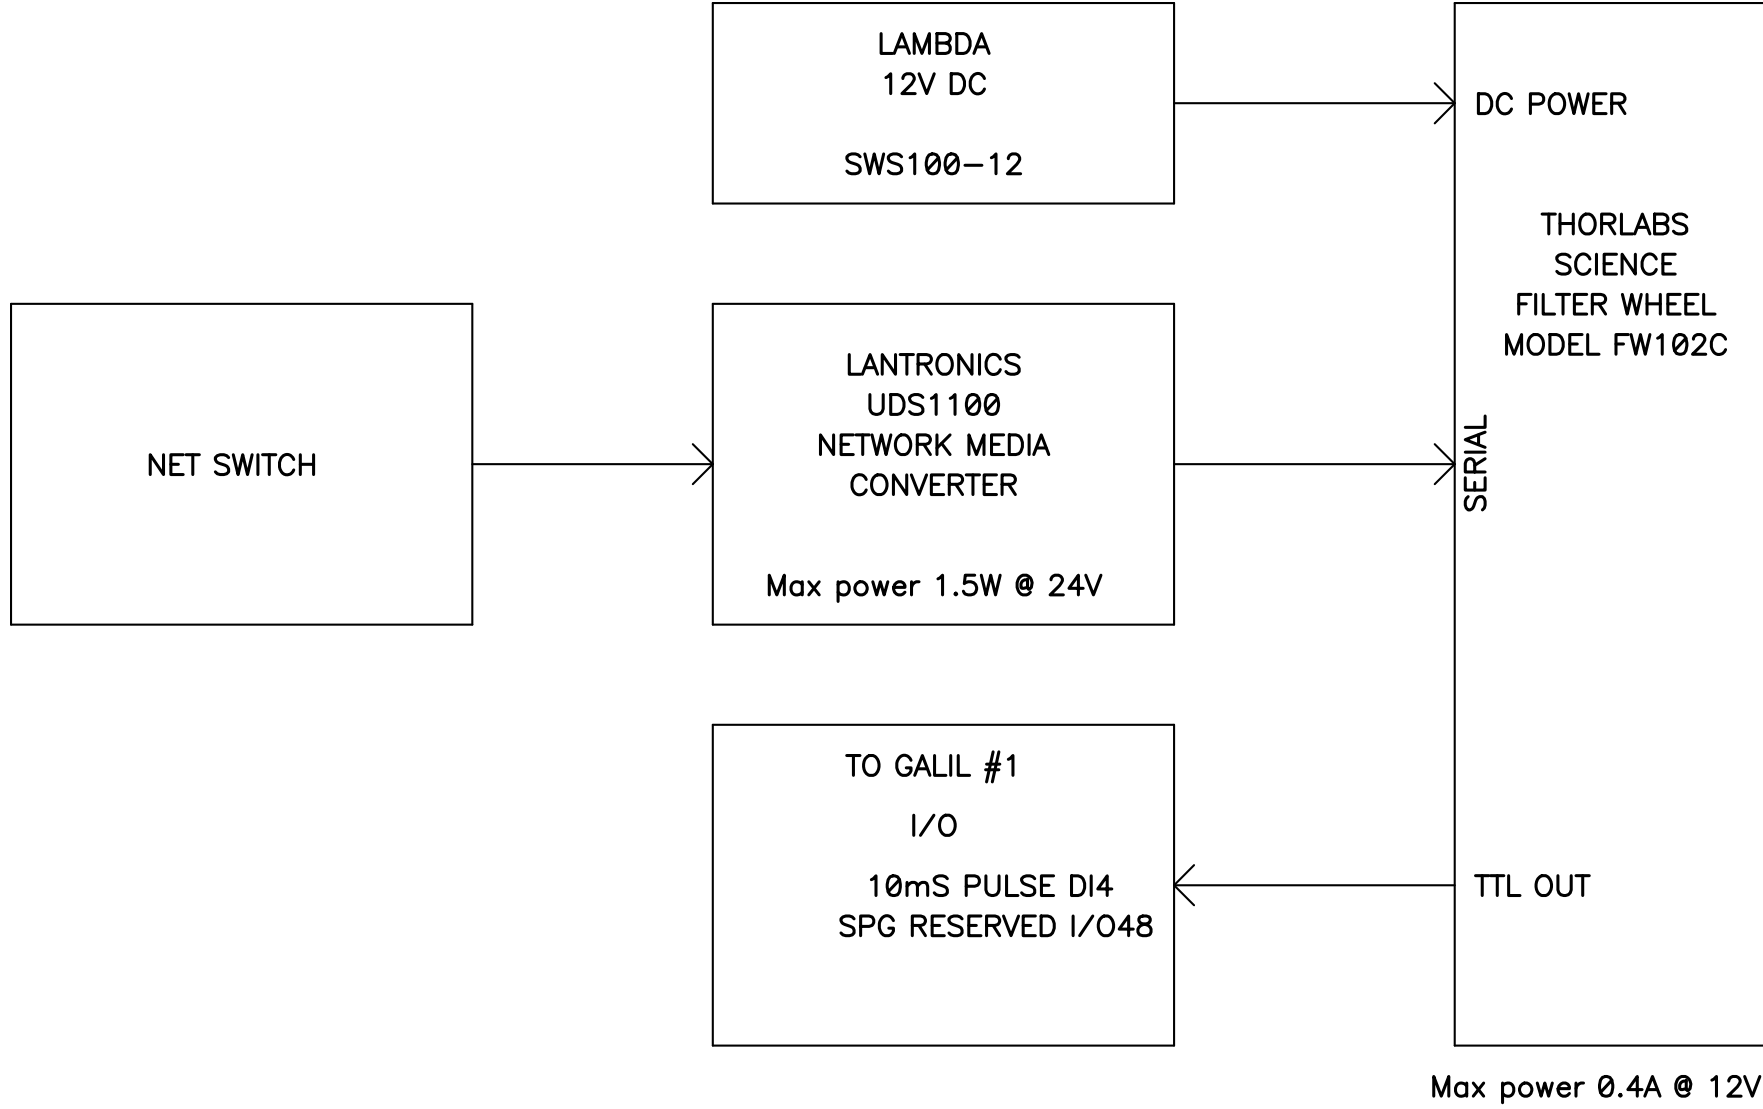 LAMBDA
12V DC
SWS100-12
DC POWER
THORLABS
SCIENCE
FILTER WHEEL
MODEL FW102C
NET SWITCH
LANTRONICS
UDS1100
NETWORK MEDIA
CONVERTER
Max power 1.5W @ 24V
SERIAL
TO GALIL #1
I/O
10mS PULSE DI4
SPG RESERVED I/O48
TTL OUT
Max power 0.4A @ 12V